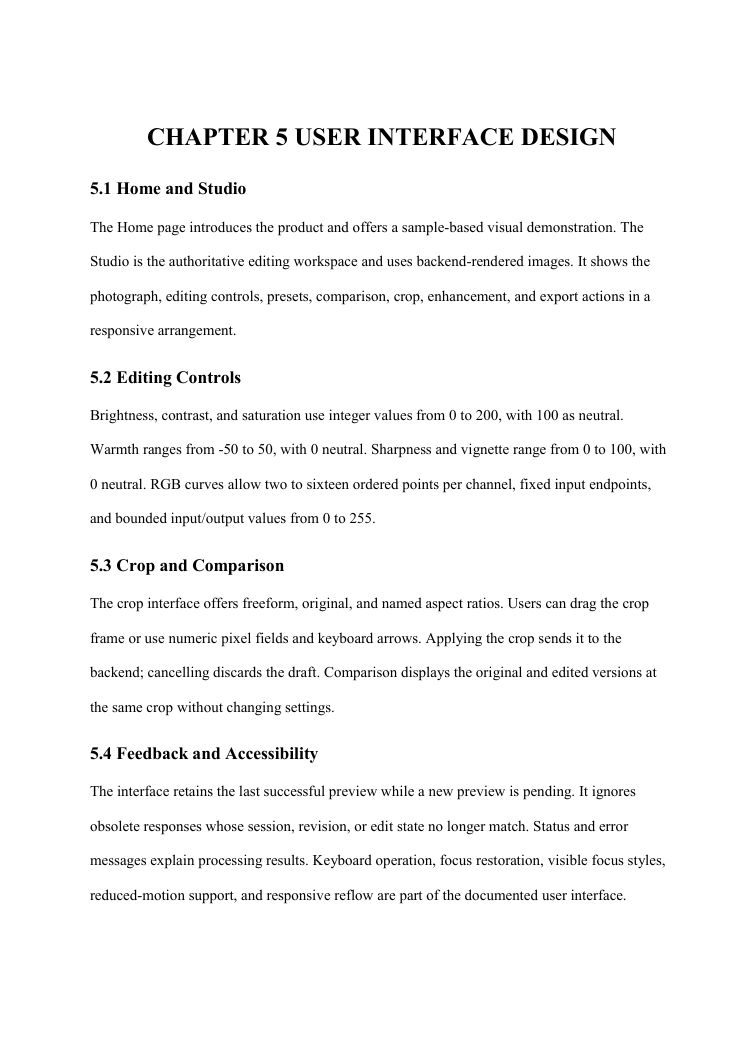 CHAPTER 5 USER INTERFACE DESIGN
5.1 Home and Studio
The Home page introduces the product and offers a sample-based visual demonstration. The
Studio is the authoritative editing workspace and uses backend-rendered images. It shows the
photograph, editing controls, presets, comparison, crop, enhancement, and export actions in a
responsive arrangement.
5.2 Editing Controls
Brightness, contrast, and saturation use integer values from 0 to 200, with 100 as neutral.
Warmth ranges from -50 to 50, with 0 neutral. Sharpness and vignette range from 0 to 100, with
0 neutral. RGB curves allow two to sixteen ordered points per channel, fixed input endpoints,
and bounded input/output values from 0 to 255.
5.3 Crop and Comparison
The crop interface offers freeform, original, and named aspect ratios. Users can drag the crop
frame or use numeric pixel fields and keyboard arrows. Applying the crop sends it to the
backend; cancelling discards the draft. Comparison displays the original and edited versions at
the same crop without changing settings.
5.4 Feedback and Accessibility
The interface retains the last successful preview while a new preview is pending. It ignores
obsolete responses whose session, revision, or edit state no longer match. Status and error
messages explain processing results. Keyboard operation, focus restoration, visible focus styles,
reduced-motion support, and responsive reflow are part of the documented user interface.